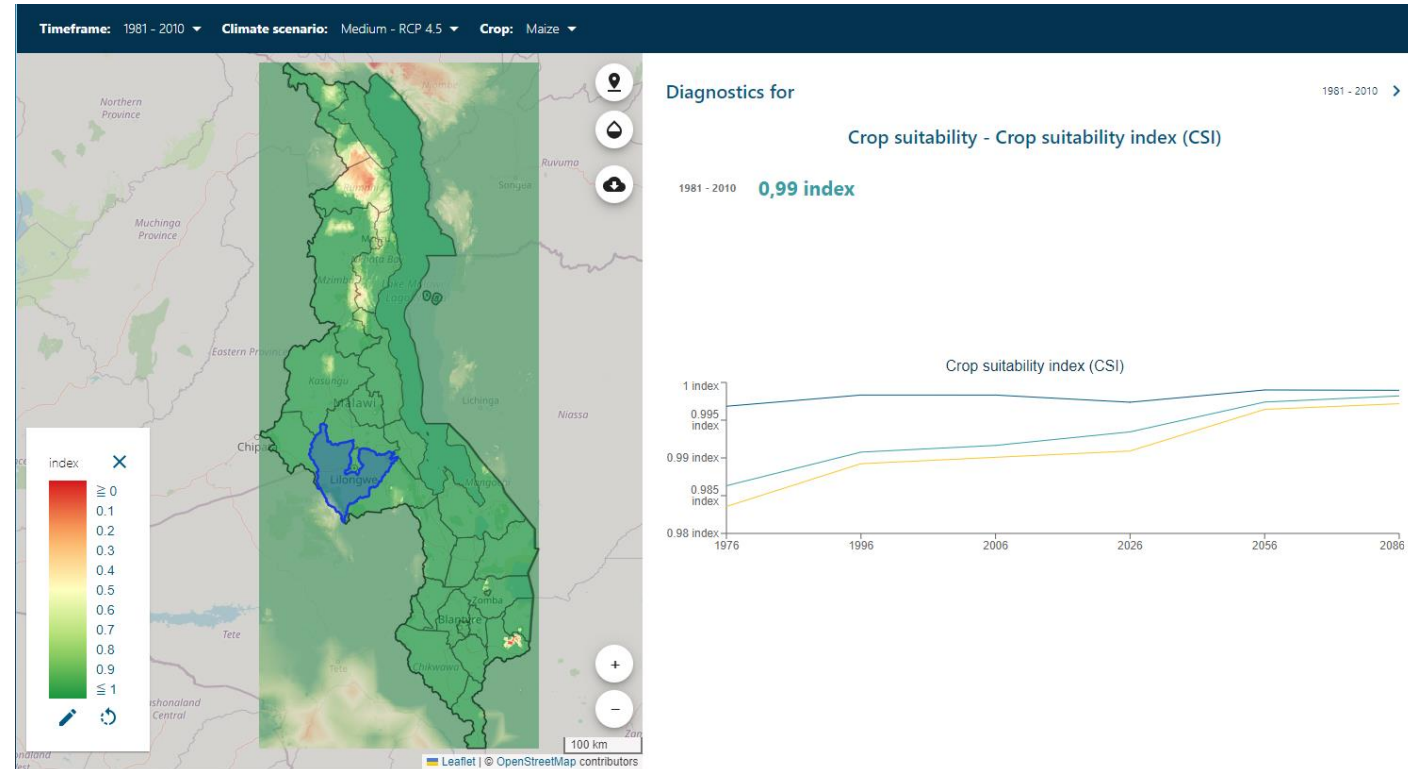 Timeframe: 1981 - 2010 Climate scenario: Medium - RCP 4.5 Crop: Maize
Northern
Province
Ruvuma
Songea
Muchinga
Province
Nkhata Bay
Mzimba
Eastern Province
Kasungu
Malawi
Lichinga
Niassa
Lilongwe
Zomba
Blantyre
Tete
Tete
Chikwawa
Central
index
≧ 0
0.1
0.2
0.3
0.4
0.5
0.6
0.7
0.8
0.9
≦ 1
+
−
100 km
Leaflet | © OpenStreetMap contributors
Diagnostics for
1981 - 2010
Crop suitability - Crop suitability index (CSI)
1981 - 2010 0,99 index
Crop suitability index (CSI)
1 index
0.995
index
0.99 index
0.985
index
0.98 index
1976 1996 2006 2026 2056 2086